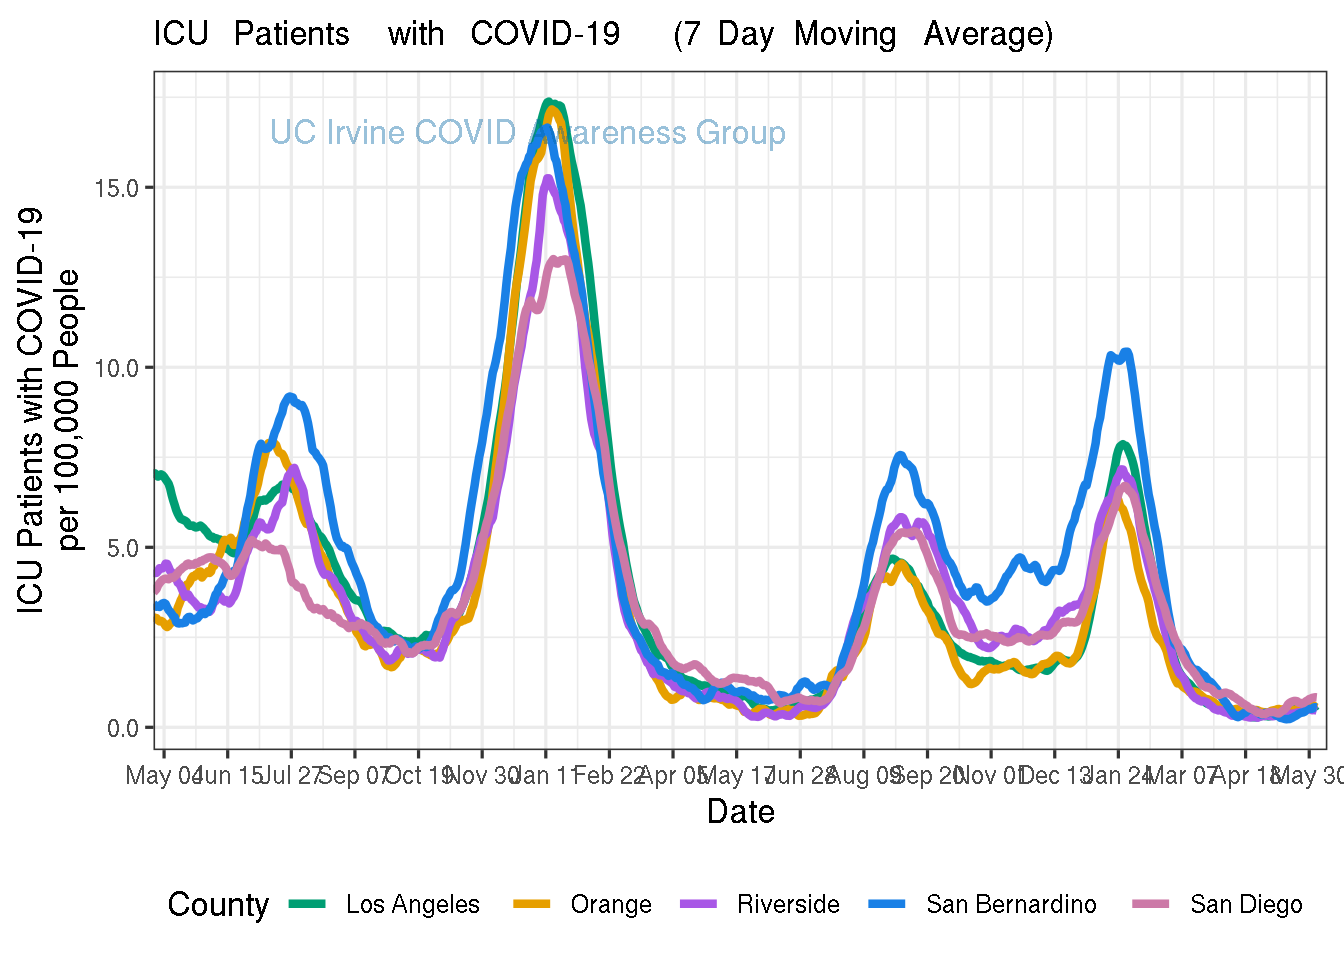 ICU Patients with COVID-19 (7 Day Moving Average)
UC Irvine COVID Awareness Group
ICU Patients with COVID-19
per 100,000 People
15.0
10.0
5.0
0.0
May 04 Jun 15 Jul 27 Sep 07 Oct 19 Nov 30 Jan 11 Feb 22 Apr 05 May 17 Jun 28 Aug 09 Sep 20 Nov 01 Dec 13 Jan 24 Mar 07 Apr 18 May 30
Date
County Los Angeles Orange Riverside San Bernardino San Diego